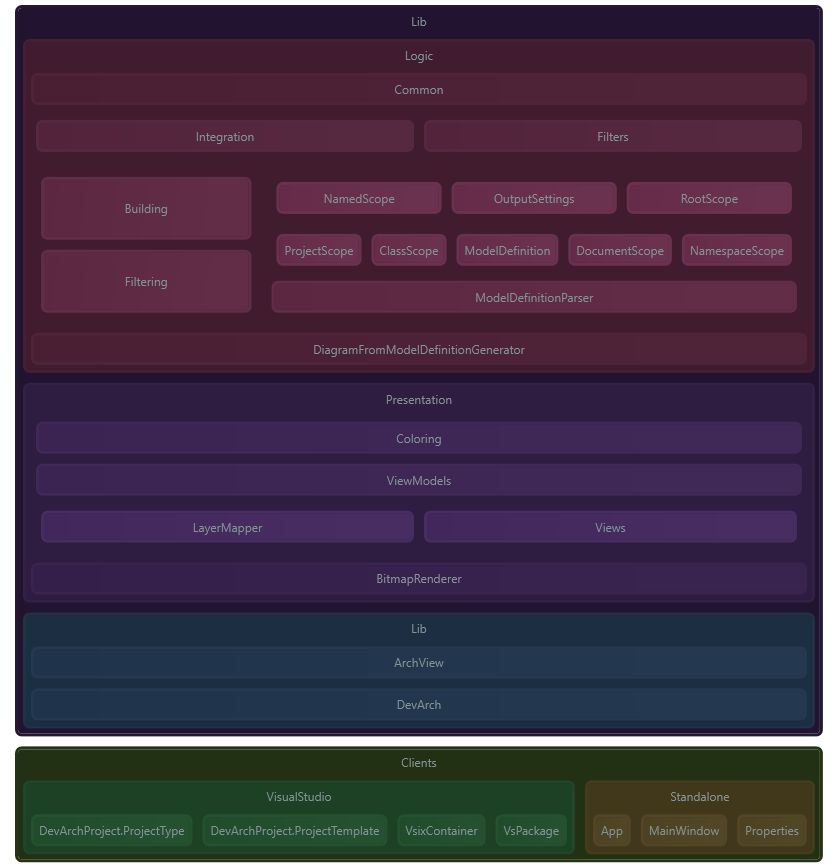 Lib
Logic
Common
Integration Filters
Building
NamedScope OutputSettings RootScope
ProjectScope ClassScope ModelDefinition DocumentScope NamespaceScope
Filtering
ModelDefinitionParser
DiagramFromModelDefinitionGenerator
Presentation
Coloring
ViewModels
LayerMapper Views
BitmapRenderer
Lib
ArchView
DevArch
Clients
VisualStudio Standalone
DevArchProject.ProjectType DevArchProject.ProjectTemplate VsixContainer VsPackage App MainWindow Properties